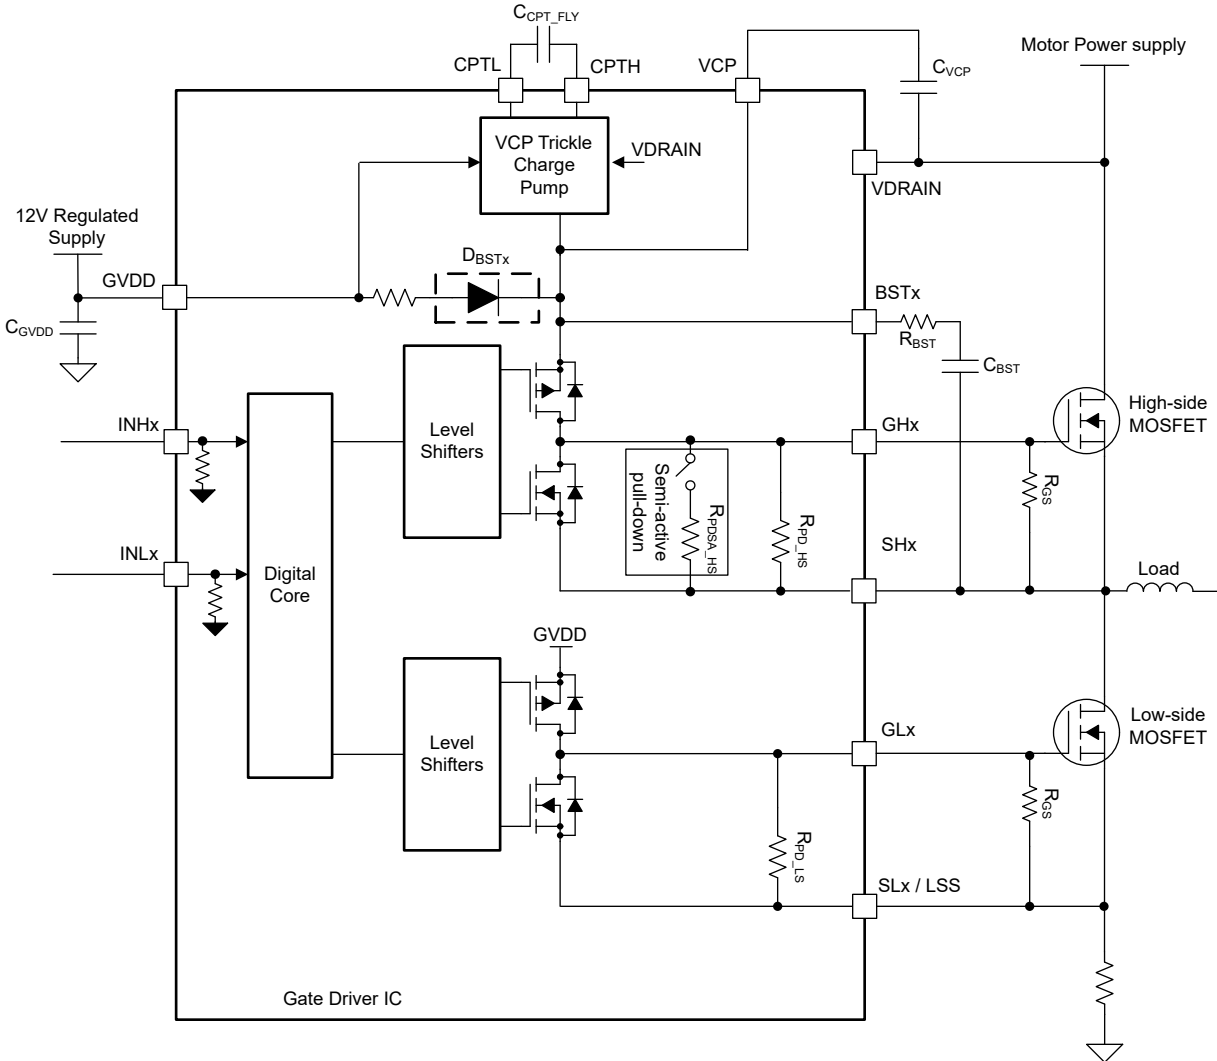 CCPT_FLY
Motor Power supply
CPTL
CPTH
VCP
CVCP
VCP Trickle
Charge
Pump
VDRAIN
VDRAIN
12V Regulated
Supply
DBSTx
GVDD
BSTx
CGVDD
RBST
CBST
High-side
MOSFET
INHx
Level
Shifters
GHx
Semi-active
pull-down
RPDSA_HS
RPD_HS
RGS
SHx
INLx
Digital
Core
Load
GVDD
Low-side
MOSFET
Level
Shifters
GLx
RGS
RPD_LS
SLx / LSS
Gate Driver IC